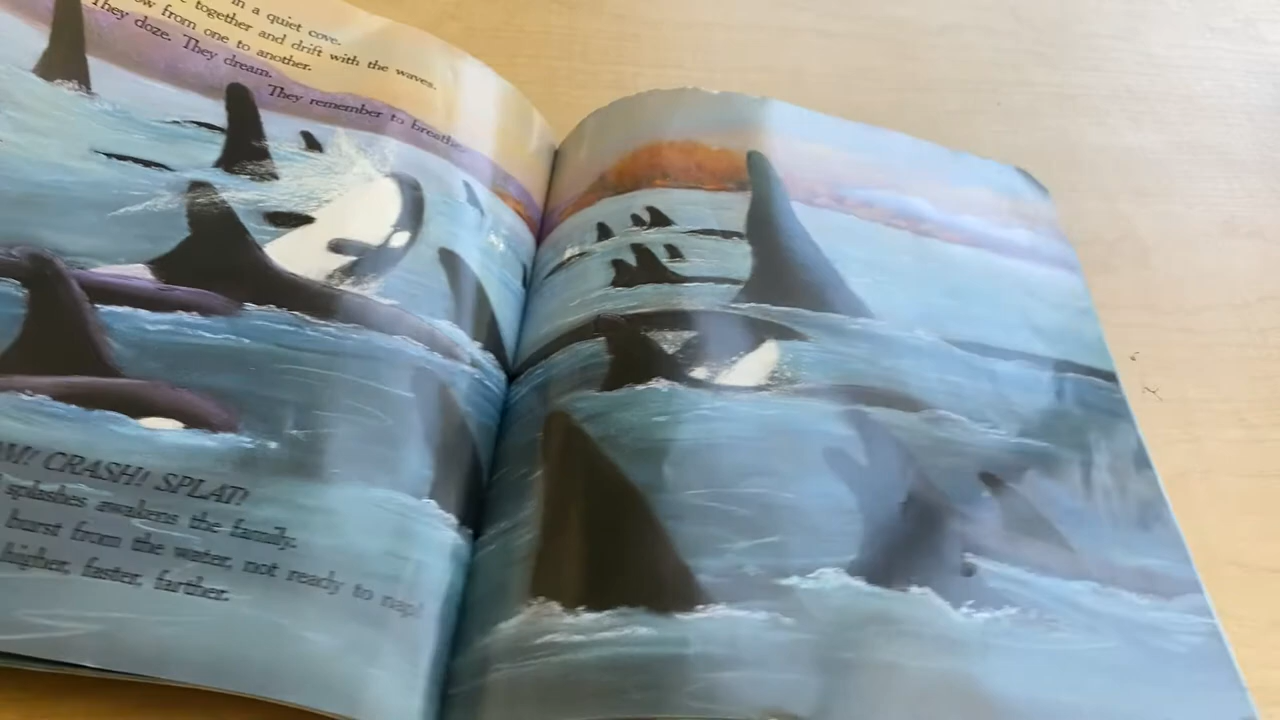 in a quiet cove.
together and drift with the waves.
from one to another.
They doze. They dream.
They remember to breathe.
CRASH! SPLAT!
splashes awakens the family.
burst from the water, not ready to nap!
higher, faster, farther.